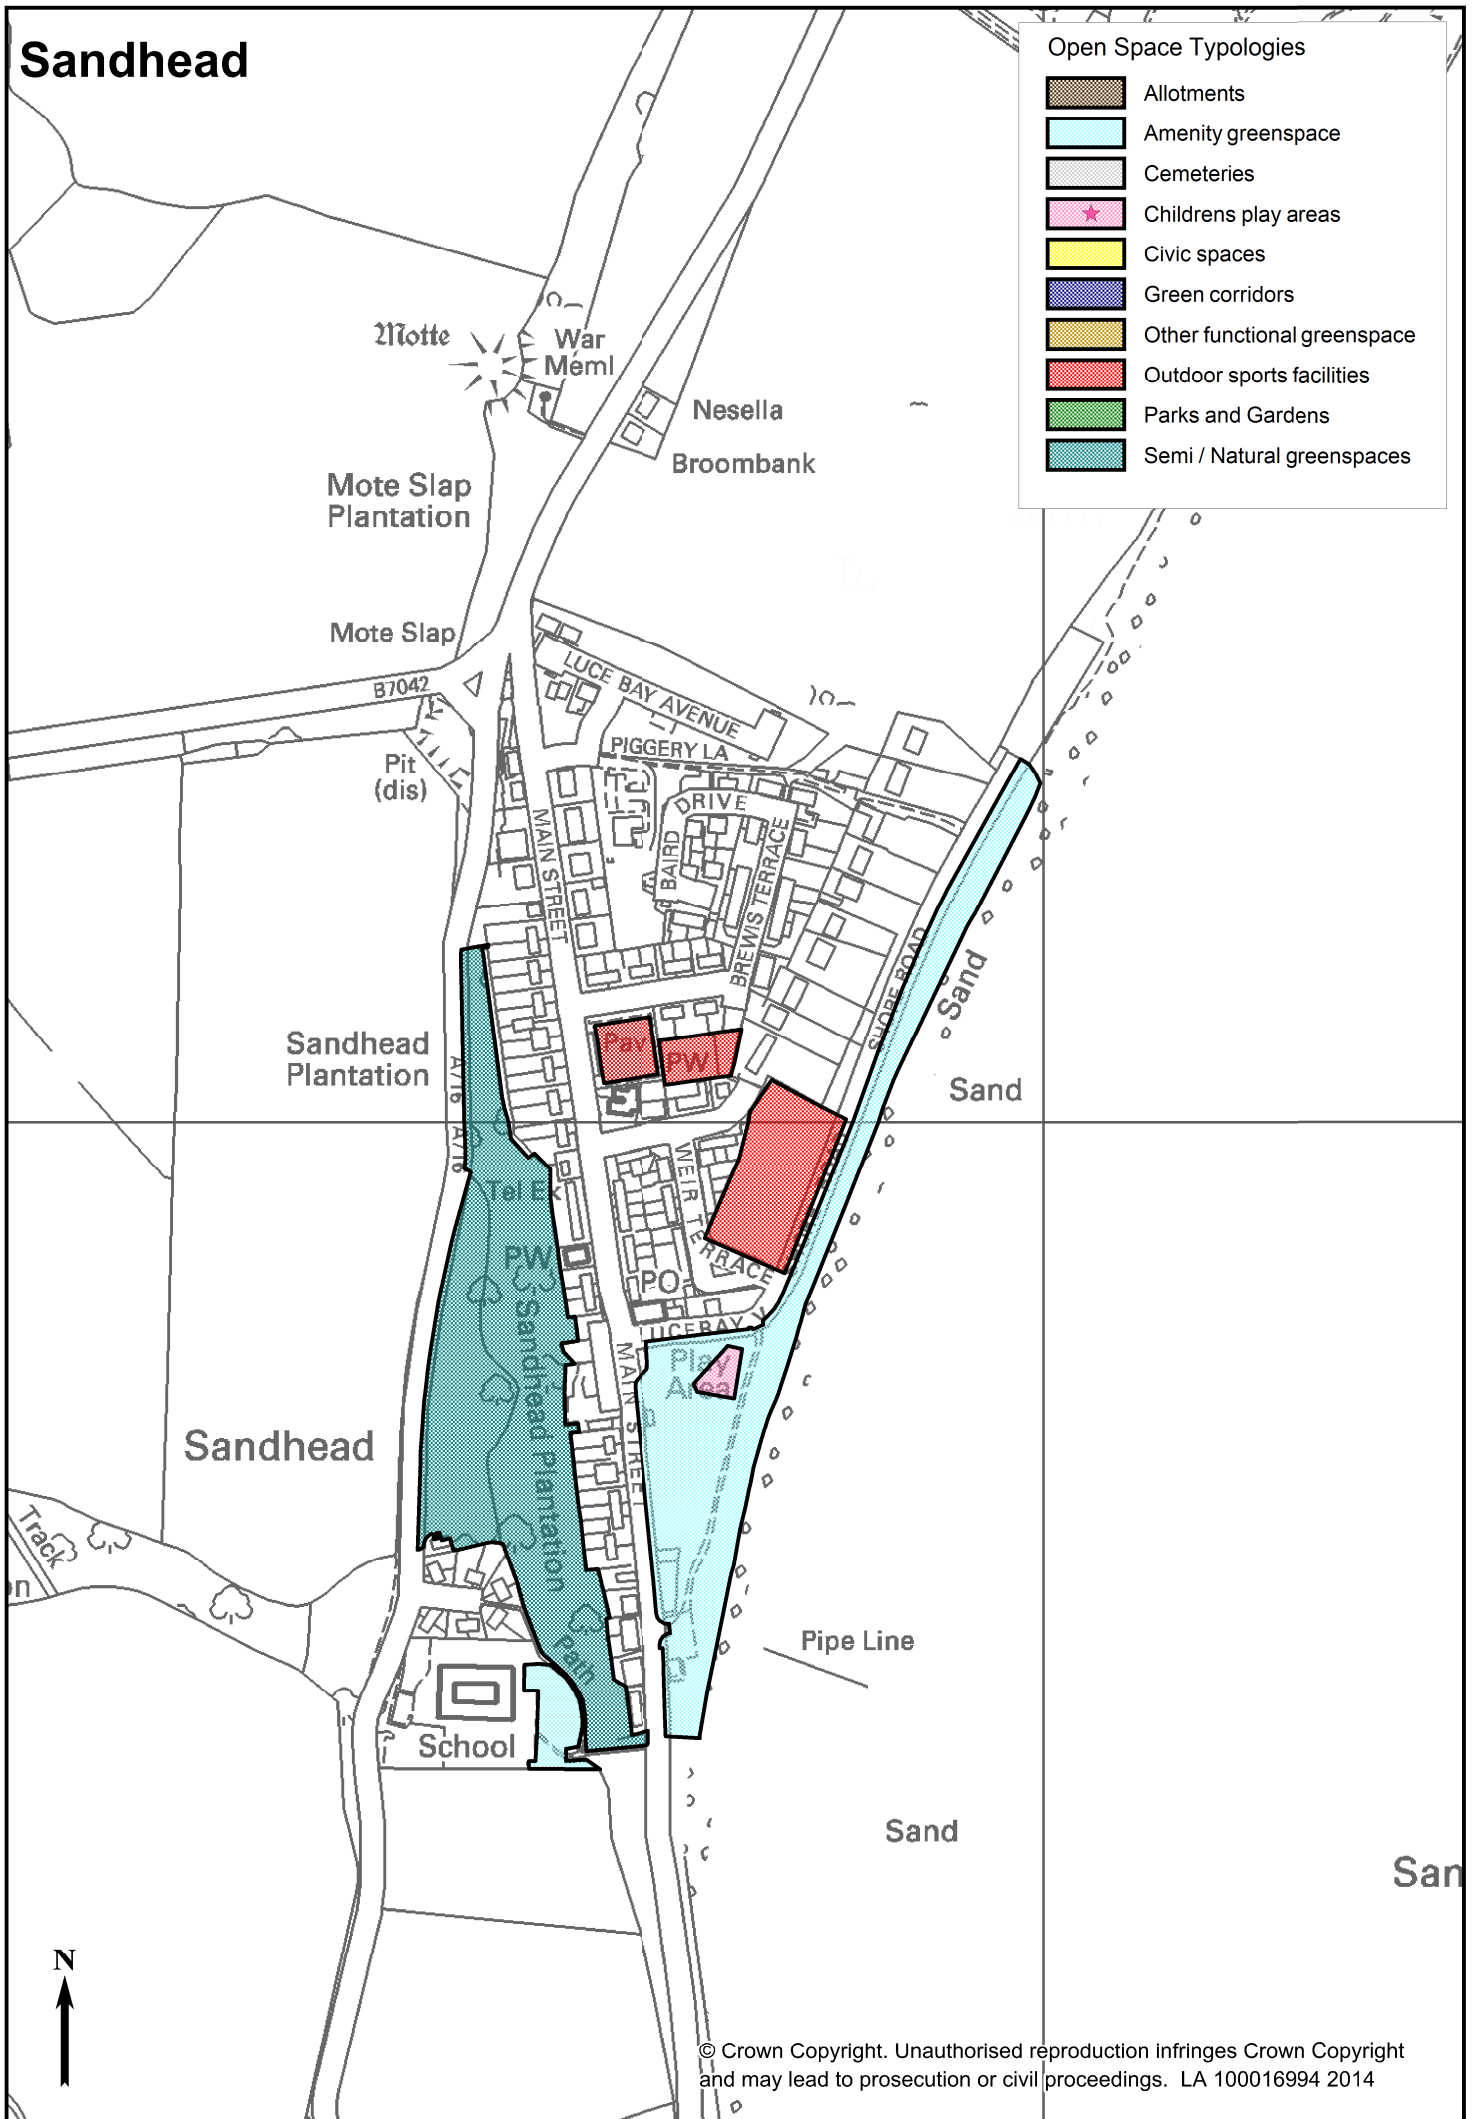 Sandhead
Open Space Typologies
Allotments
Amenity greenspace
Cemeteries
Childrens play areas
Civic spaces
Green corridors
Other functional greenspace
Outdoor sports facilities
Parks and Gardens
Semi / Natural greenspaces
Motte
War
Meml
Nesella
Broombank
Mote Slap
Plantation
Mote Slap
B7042
LUCE BAY AVENUE
PIGGERY LA
Pit
(dis)
MAIN STREET
BAIRD
DRIVE
BREWIS TERRACE
SHORE ROAD
Sand
Sandhead
Plantation
A716
A716
Pav
PW
Sand
Tel Ex
WEIR TERRACE
PW
PO
Sandhead Plantation
MAIN STREET
Play
Area
Sandhead
Track
Path
Pipe Line
School
Sand
San
N
© Crown Copyright. Unauthorised reproduction infringes Crown Copyright
and may lead to prosecution or civil proceedings. LA 100016994 2014